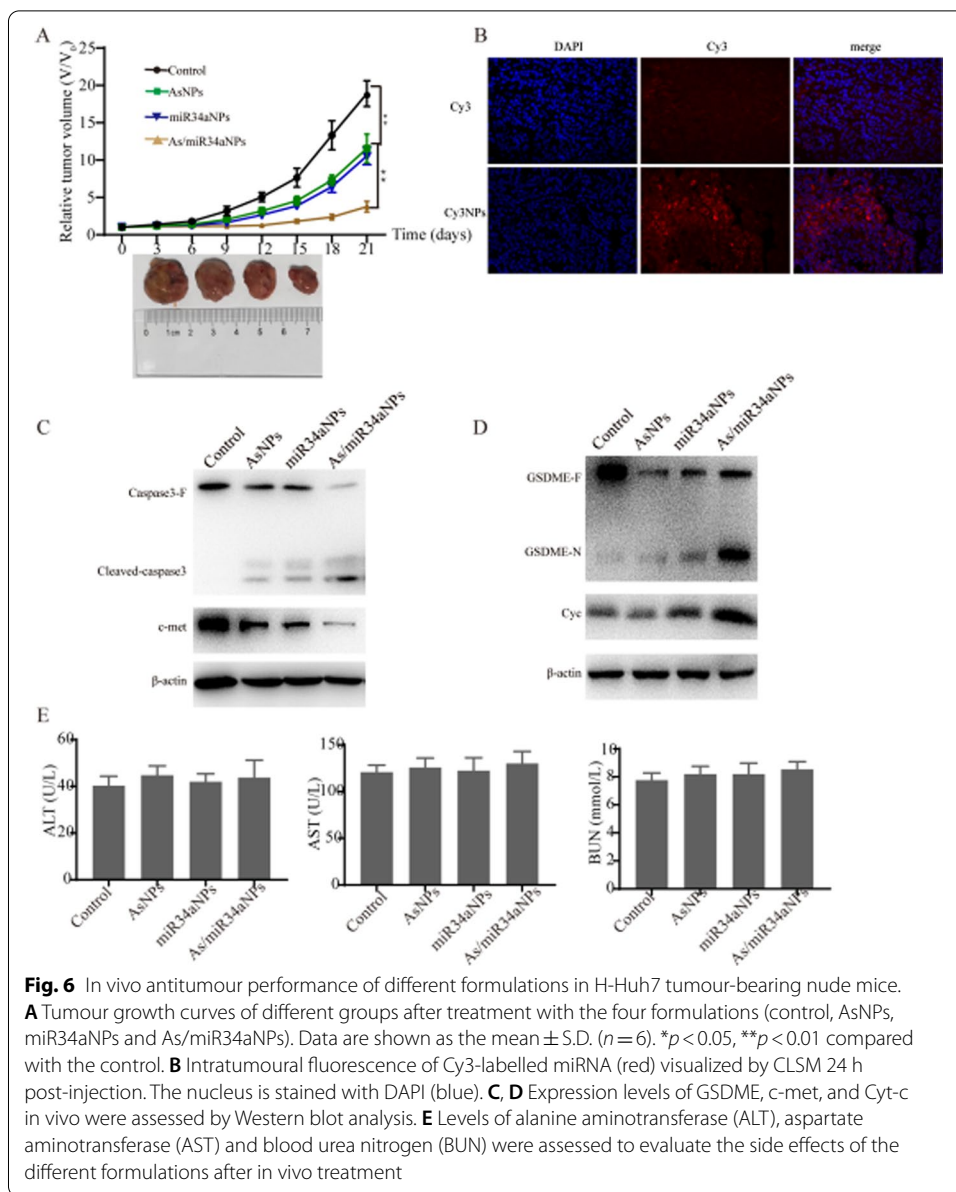 A
B
DAPI
Cy3
merge
Relative tumor volume (V/V₀)
25
20
15
10
5
0
Control
AsNPs
miR34aNPs
As/miR34aNPs
**
**
0 3 6 9 12 15 18 21
Time (days)
Cy3
Cy3NPs
0 1cm 2 3 4 5 6 7
C
Control
AsNPs
miR34aNPs
As/miR34aNPs
Caspase3-F
Cleaved-caspase3
c-met
β-actin
D
Control
AsNPs
miR34aNPs
As/miR34aNPs
GSDME-F
GSDME-N
Cyc
β-actin
E
ALT (U/L)
60
40
20
0
Control
AsNPs
miR34aNPs
As/miR34aNPs
AST (U/L)
150
100
50
0
Control
AsNPs
miR34aNPs
As/miR34aNPs
BUN (mmol/L)
10
8
6
4
2
0
Control
AsNPs
miR34aNPs
As/miR34aNPs
Fig. 6 In vivo antitumour performance of different formulations in H-Huh7 tumour-bearing nude mice.
A Tumour growth curves of different groups after treatment with the four formulations (control, AsNPs,
miR34aNPs and As/miR34aNPs). Data are shown as the mean ± S.D. (n = 6). *p < 0.05, **p < 0.01 compared
with the control. B Intratumoural fluorescence of Cy3-labelled miRNA (red) visualized by CLSM 24 h
post-injection. The nucleus is stained with DAPI (blue). C, D Expression levels of GSDME, c-met, and Cyt-c
in vivo were assessed by Western blot analysis. E Levels of alanine aminotransferase (ALT), aspartate
aminotransferase (AST) and blood urea nitrogen (BUN) were assessed to evaluate the side effects of the
different formulations after in vivo treatment